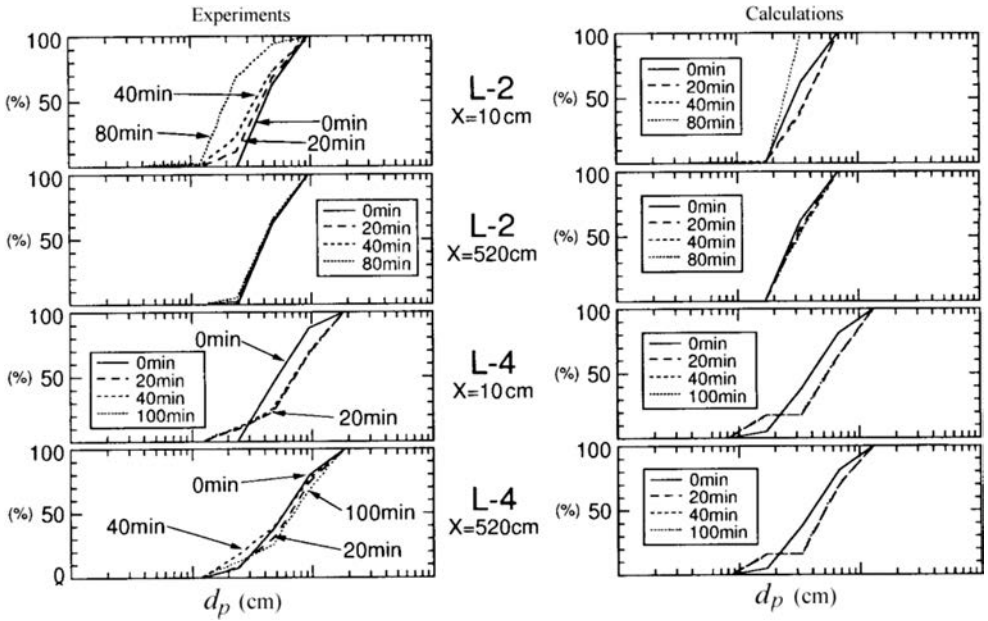 Experiments
Calculations
100
(%) 50
40min
80min
0min
20min
L-2
X=10cm
100
(%) 50
0min
20min
40min
80min
100
(%) 50
0min
20min
40min
80min
L-2
X=520cm
100
(%) 50
0min
20min
40min
80min
100
(%) 50
0min
20min
40min
100min
0min
20min
L-4
X=10cm
100
(%) 50
0min
20min
40min
100min
100
(%) 50
0
X
40min
0min
100min
20min
L-4
X=520cm
100
(%) 50
0min
20min
40min
100min
dp (cm)
dp (cm)